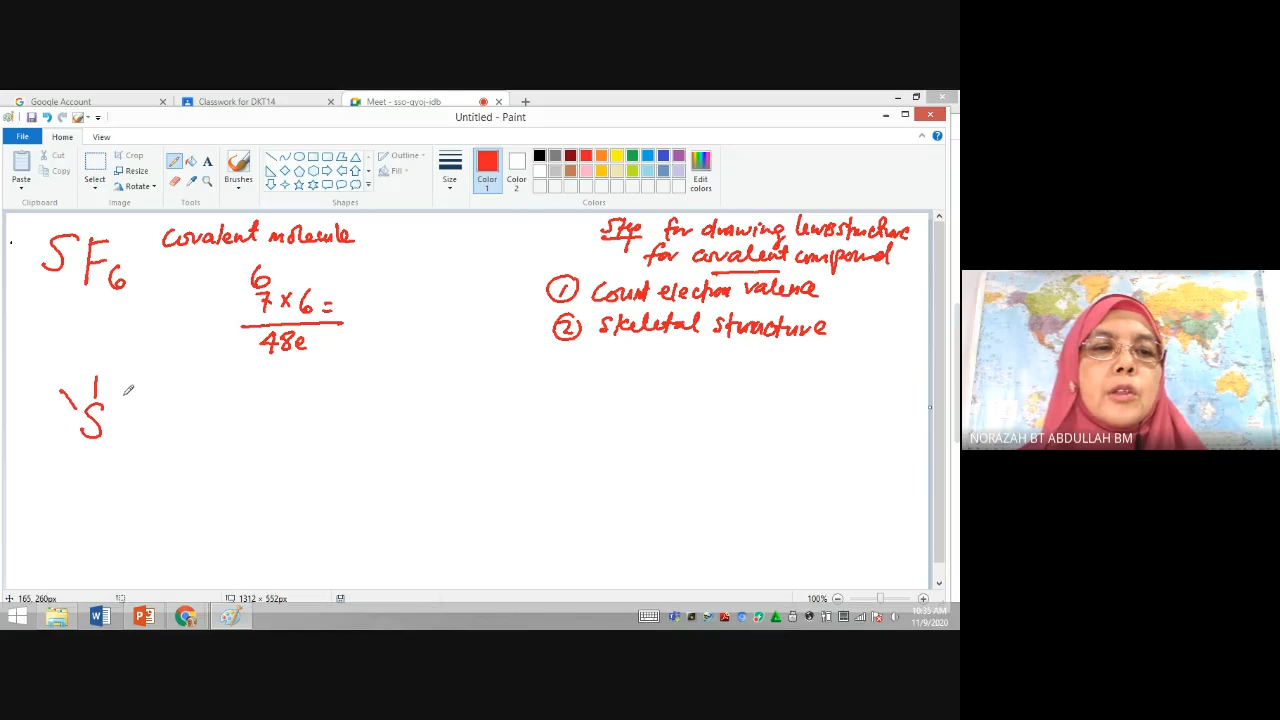 Google Account
Classwork for DKT14
Meet - sso-gyoj-idb
Untitled - Paint
File
Home
View
Paste
Cut
Copy
Clipboard
Select
Crop
Resize
Rotate
Image
Tools
Brushes
Shapes
Outline
Fill
Size
Color 1
Color 2
Edit colors
Colors
SF6
Covalent molecule
6
7 × 6 =
48e
S
Step for drawing lewis structure
for covalent compound
① Count electron valence
② Skeletal structure
NORAZAH BT ABDULLAH BM
165, 260px
1312 × 552px
100%
10:35 AM
11/9/2020